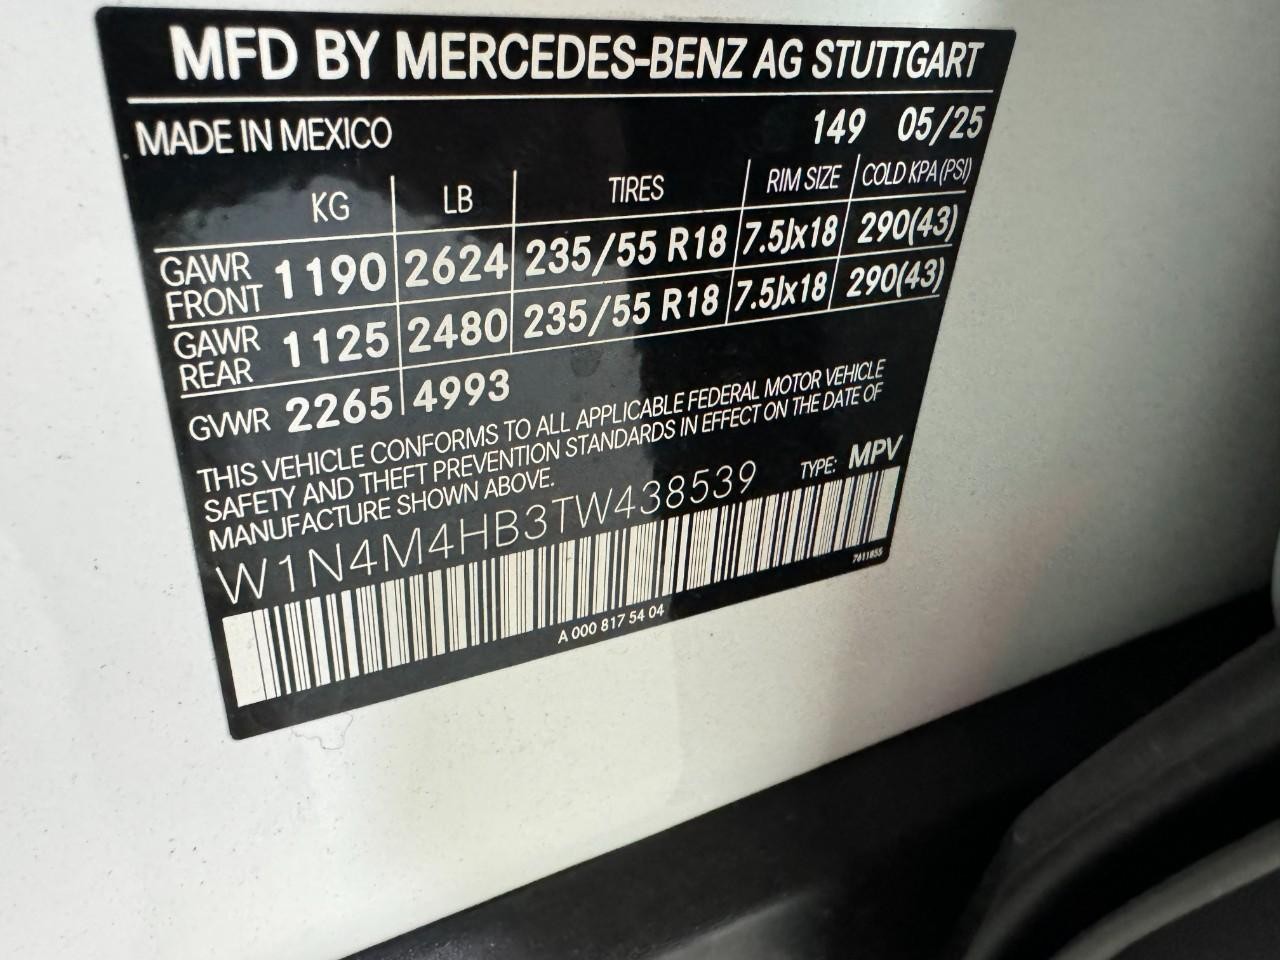 MFD BY MERCEDES-BENZ AG STUTTGART
MADE IN MEXICO 149 05/25
KG LB TIRES RIM SIZE COLD KPA (PSI)
GAWR FRONT 1190 2624 235/55 R18 7.5Jx18 290(43)
GAWR REAR 1125 2480 235/55 R18 7.5Jx18 290(43)
GVWR 2265 4993
THIS VEHICLE CONFORMS TO ALL APPLICABLE FEDERAL MOTOR VEHICLE
SAFETY AND THEFT PREVENTION STANDARDS IN EFFECT ON THE DATE OF
MANUFACTURE SHOWN ABOVE.
W1N4M4HB3TW438539 TYPE: MPV
7611855
A 000 817 54 04